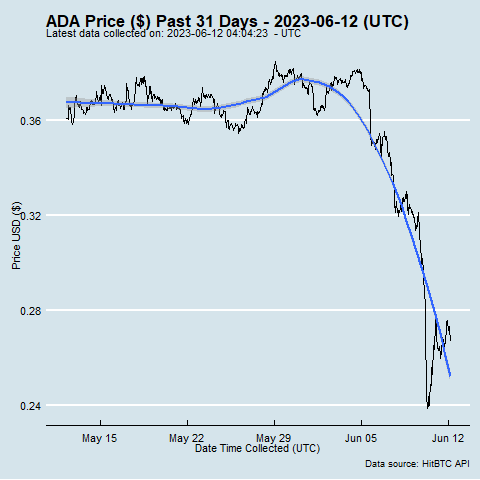 ADA Price ($) Past 31 Days - 2023-06-12 (UTC)
Latest data collected on: 2023-06-12 04:04:23  - UTC
0.36
0.32
0.28
0.24
Price USD ($)
May 15
May 22
May 29
Jun 05
Jun 12
Date Time Collected (UTC)
Data source: HitBTC API